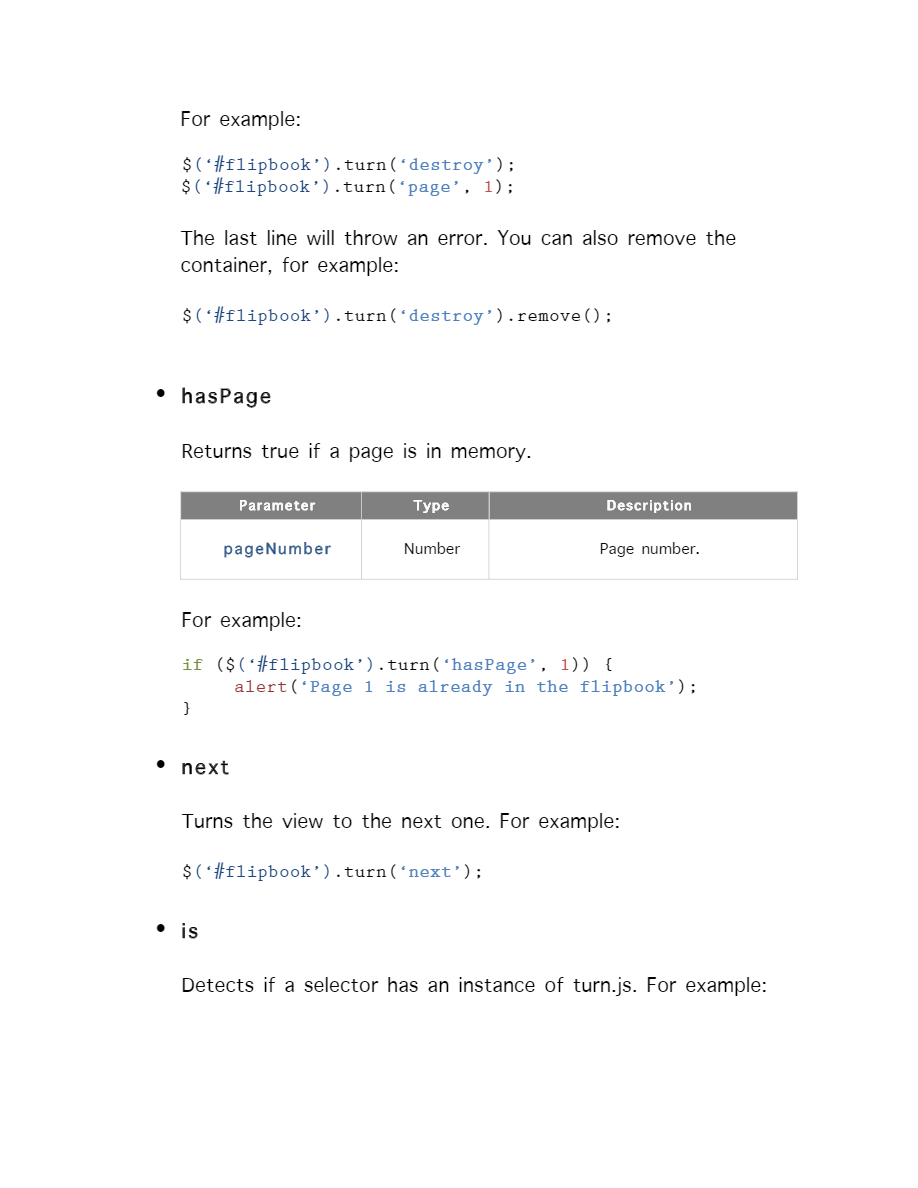 For example:
$(‘#flipbook’).turn(‘destroy’);
$(‘#flipbook’).turn(‘page’, 1);
The last line will throw an error. You can also remove the
container, for example:
$(‘#flipbook’).turn(‘destroy’).remove();
• hasPage
Returns true if a page is in memory.
Parameter Type Description
pageNumber Number Page number.
For example:
if ($(‘#flipbook’).turn(‘hasPage’, 1)) {
alert(‘Page 1 is already in the flipbook’);
}
• next
Turns the view to the next one. For example:
$(‘#flipbook’).turn(‘next’);
• is
Detects if a selector has an instance of turn.js. For example: